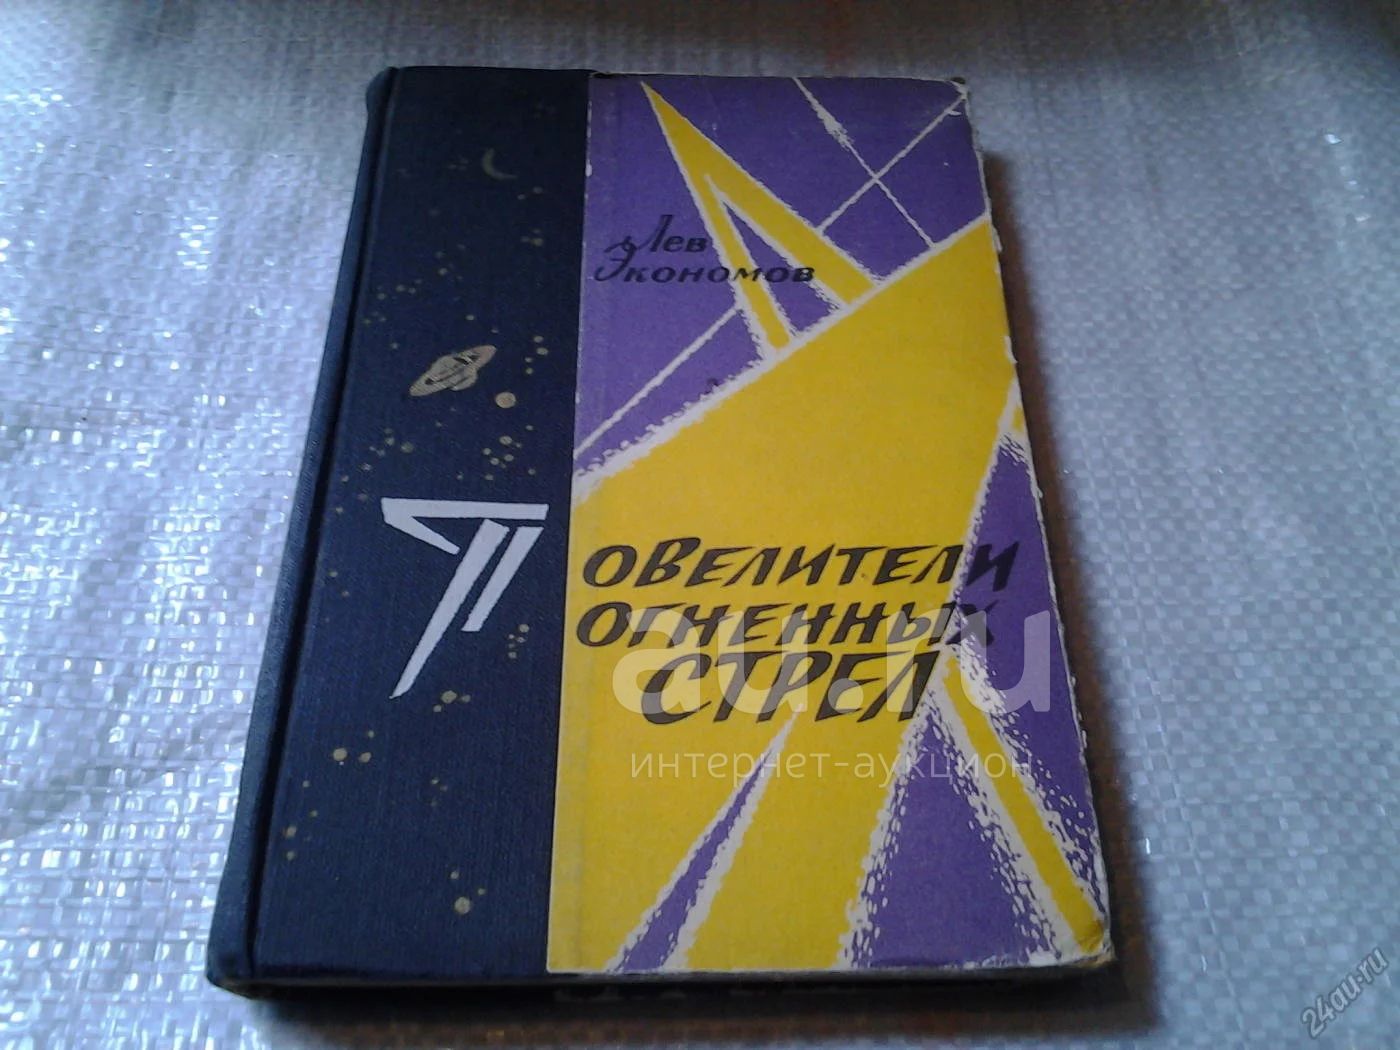 Лев
Экономов
Повелители
огненных
стрел
au.ru
интернет-аукцион
24au.ru